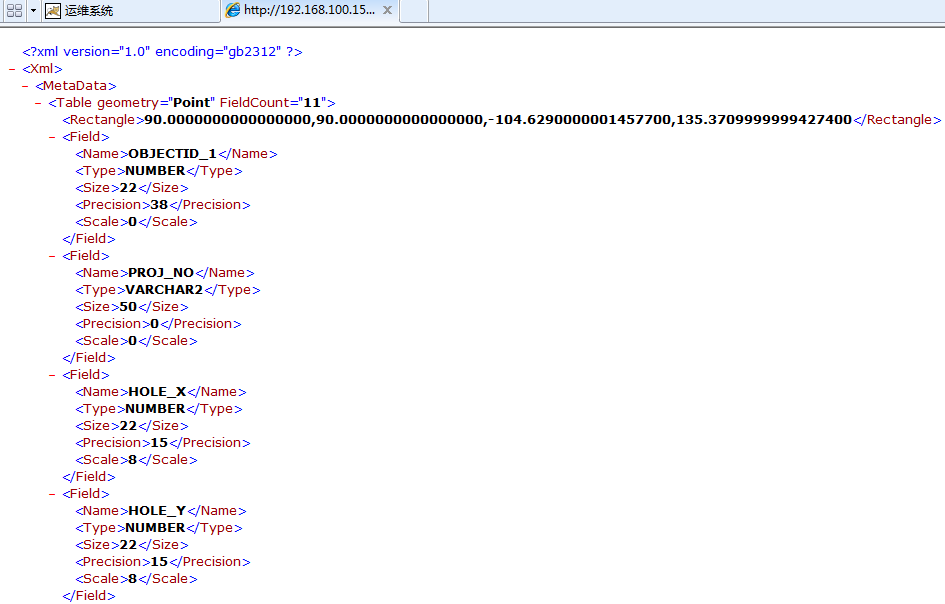 运维系统
http://192.168.100.15...
<?xml version="1.0" encoding="gb2312" ?>
- <Xml>
- <MetaData>
- <Table geometry="Point" FieldCount="11">
<Rectangle>90.0000000000000000,90.0000000000000000,-104.6290000001457700,135.3709999999427400</Rectangle>
- <Field>
<Name>OBJECTID_1</Name>
<Type>NUMBER</Type>
<Size>22</Size>
<Precision>38</Precision>
<Scale>0</Scale>
</Field>
- <Field>
<Name>PROJ_NO</Name>
<Type>VARCHAR2</Type>
<Size>50</Size>
<Precision>0</Precision>
<Scale>0</Scale>
</Field>
- <Field>
<Name>HOLE_X</Name>
<Type>NUMBER</Type>
<Size>22</Size>
<Precision>15</Precision>
<Scale>8</Scale>
</Field>
- <Field>
<Name>HOLE_Y</Name>
<Type>NUMBER</Type>
<Size>22</Size>
<Precision>15</Precision>
<Scale>8</Scale>
</Field>